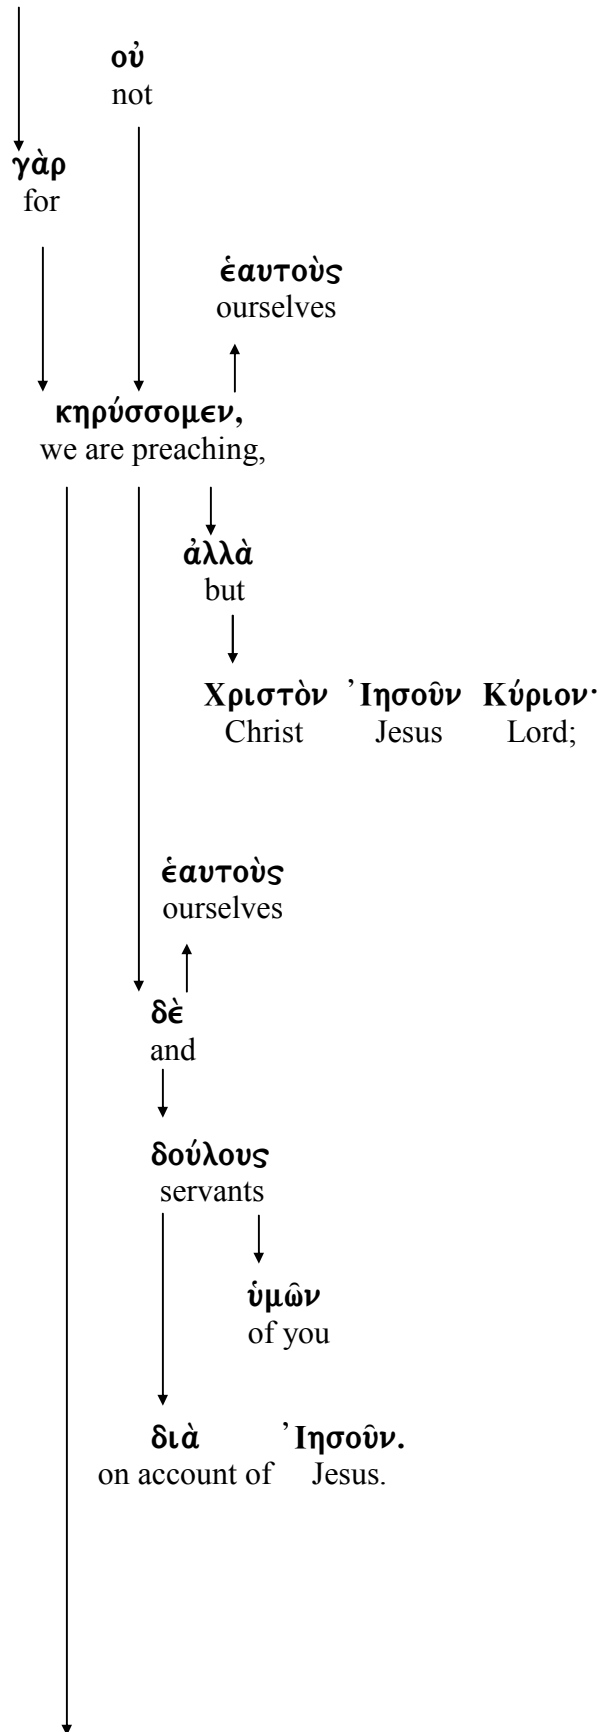 οὐ
not
γὰρ
for
ἑαυτοὺς
ourselves
κηρύσσομεν,
we are preaching,
ἀλλὰ
but
Χριστὸν ᾿Ιησοῦν Κύριον·
Christ Jesus Lord;
ἑαυτοὺς
ourselves
δὲ
and
δούλους
servants
ὑμῶν
of you
διὰ ᾿Ιησοῦν.
on account of Jesus.